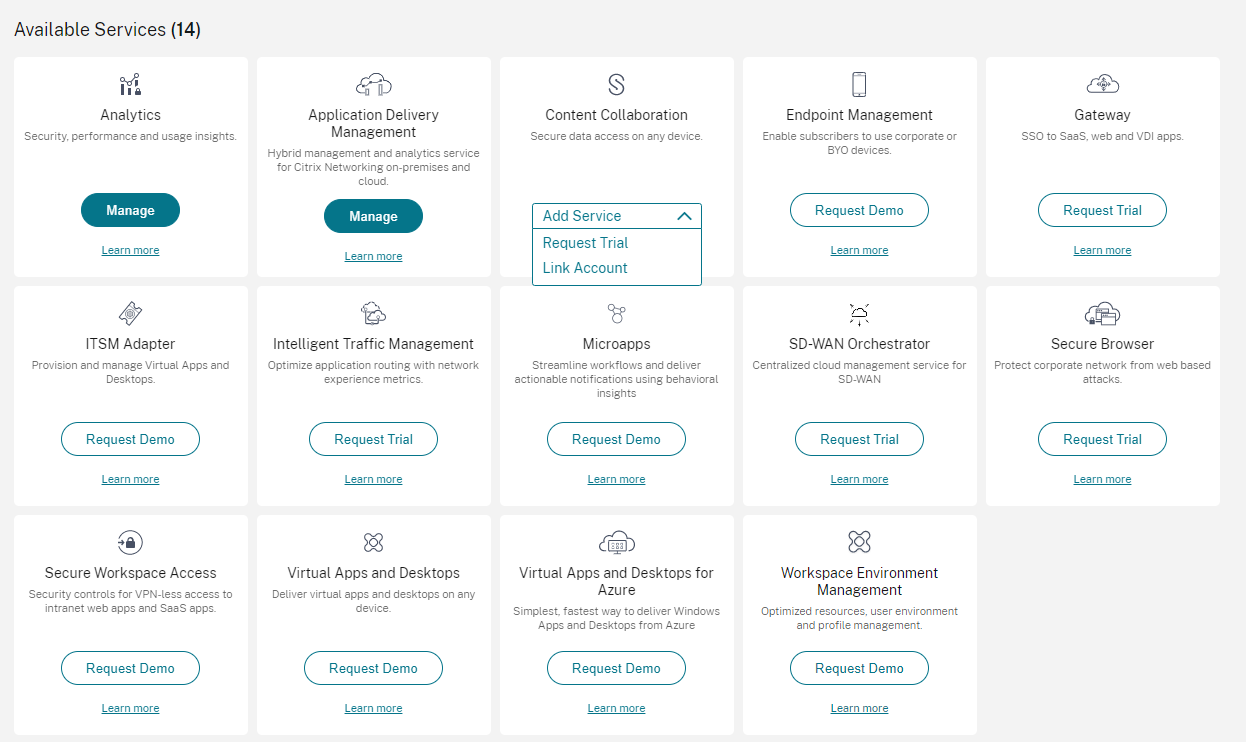 Available Services (14)
Analytics
Security, performance and usage insights.
Manage
Learn more
Application Delivery
Management
Hybrid management and analytics service
for Citrix Networking on-premises and
cloud.
Manage
Learn more
Content Collaboration
Secure data access on any device.
Add Service
Request Trial
Link Account
Endpoint Management
Enable subscribers to use corporate or
BYO devices.
Request Demo
Learn more
Gateway
SSO to SaaS, web and VDI apps.
Request Trial
Learn more
ITSM Adapter
Provision and manage Virtual Apps and
Desktops.
Request Demo
Learn more
Intelligent Traffic Management
Optimize application routing with network
experience metrics.
Request Trial
Learn more
Microapps
Streamline workflows and deliver
actionable notifications using behavioral
insights
Request Demo
Learn more
SD-WAN Orchestrator
Centralized cloud management service for
SD-WAN
Request Trial
Learn more
Secure Browser
Protect corporate network from web based
attacks.
Request Trial
Learn more
Secure Workspace Access
Security controls for VPN-less access to
intranet web apps and SaaS apps.
Request Demo
Learn more
Virtual Apps and Desktops
Deliver virtual apps and desktops on any
device.
Request Demo
Learn more
Virtual Apps and Desktops for
Azure
Simplest, fastest way to deliver Windows
Apps and Desktops from Azure
Request Demo
Learn more
Workspace Environment
Management
Optimized resources, user environment
and profile management.
Request Demo
Learn more